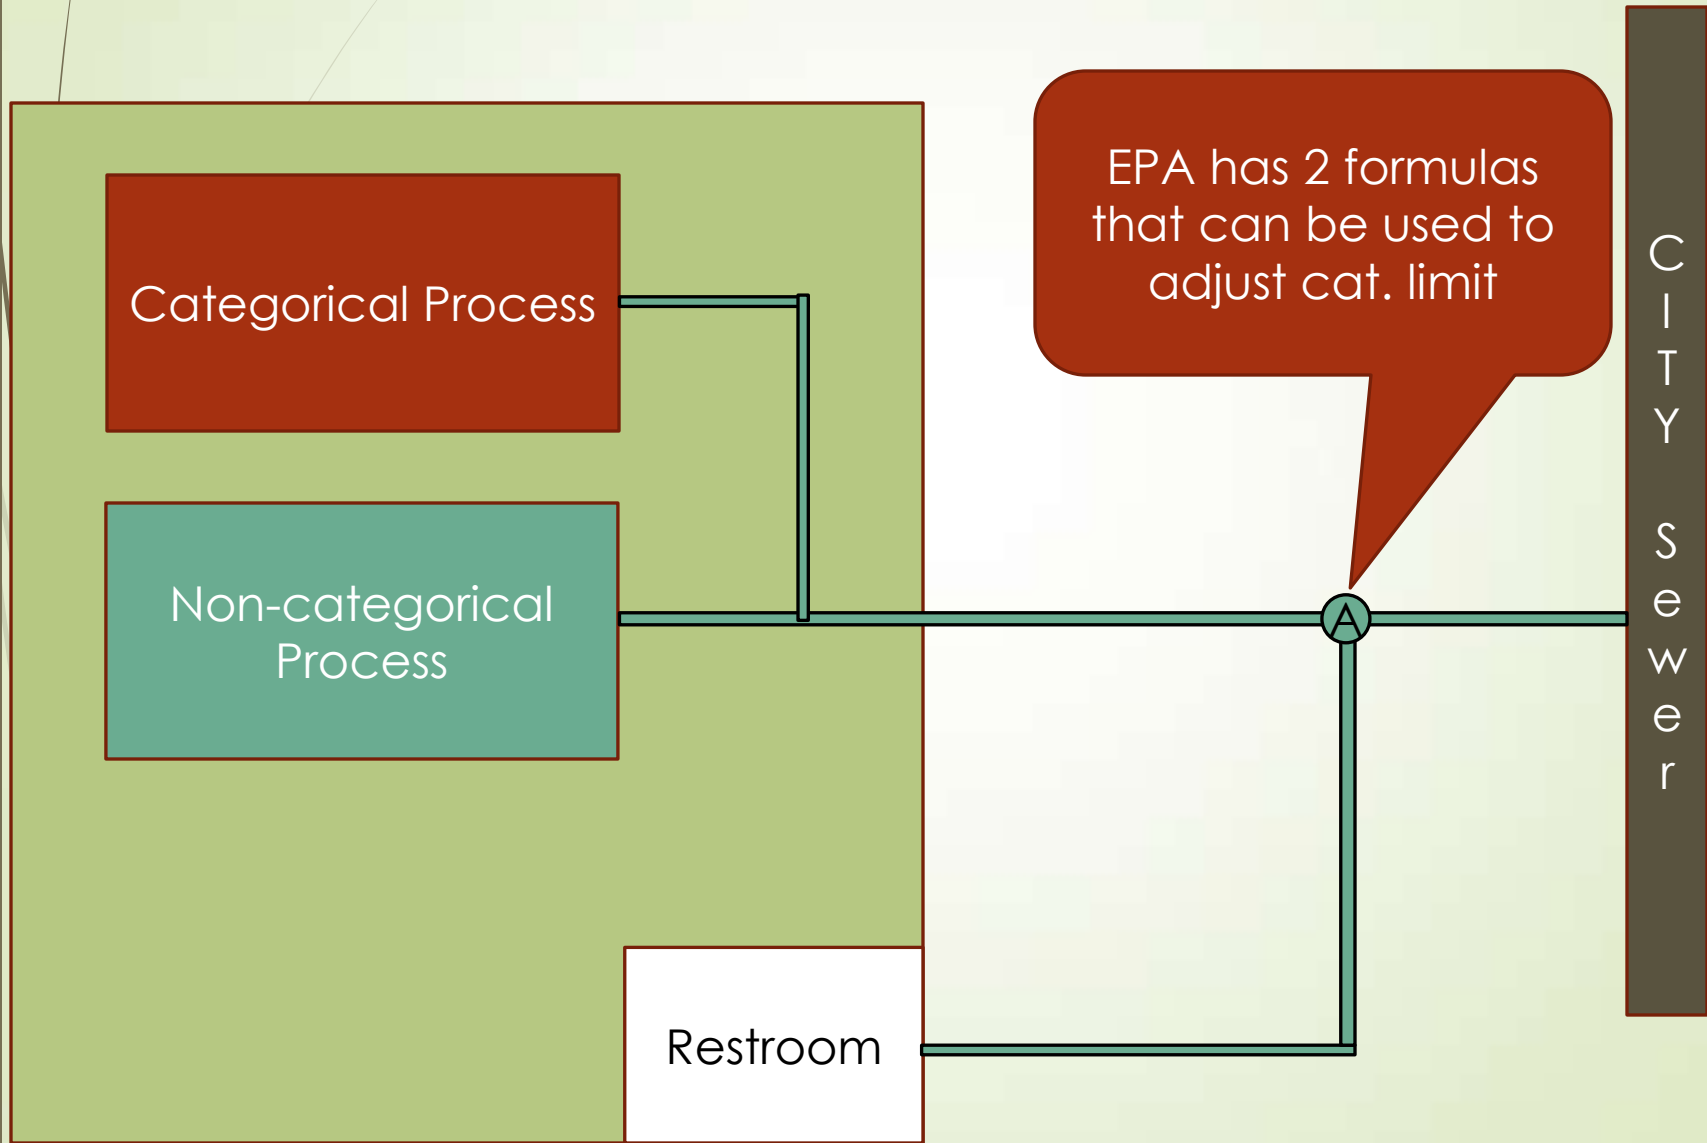 EPA has 2 formulas
that can be used to
adjust cat. limit
Categorical Process
Non-categorical
Process
A
Restroom
C
I
T
Y
S
e
w
e
r